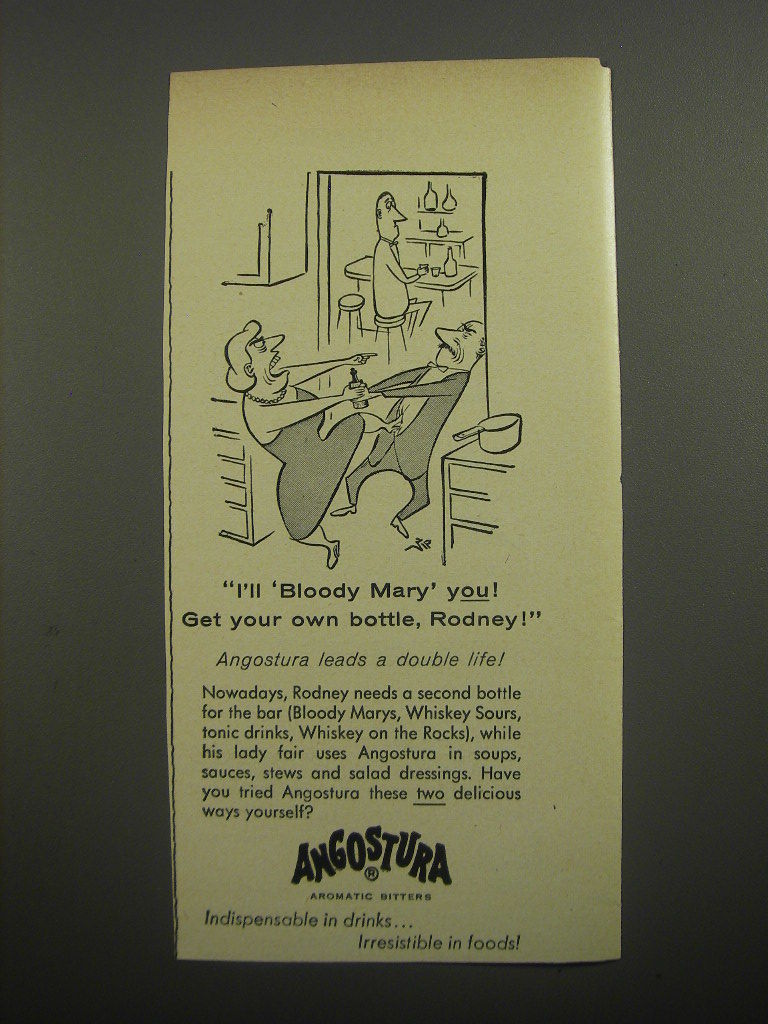 "I'll 'Bloody Mary' you!
Get your own bottle, Rodney!"
Angostura leads a double life!
Nowadays, Rodney needs a second bottle
for the bar (Bloody Marys, Whiskey Sours,
tonic drinks, Whiskey on the Rocks), while
his lady fair uses Angostura in soups,
sauces, stews and salad dressings. Have
you tried Angostura these two delicious
ways yourself?
ANGOSTURA
®
AROMATIC BITTERS
Indispensable in drinks...
Irresistible in foods!